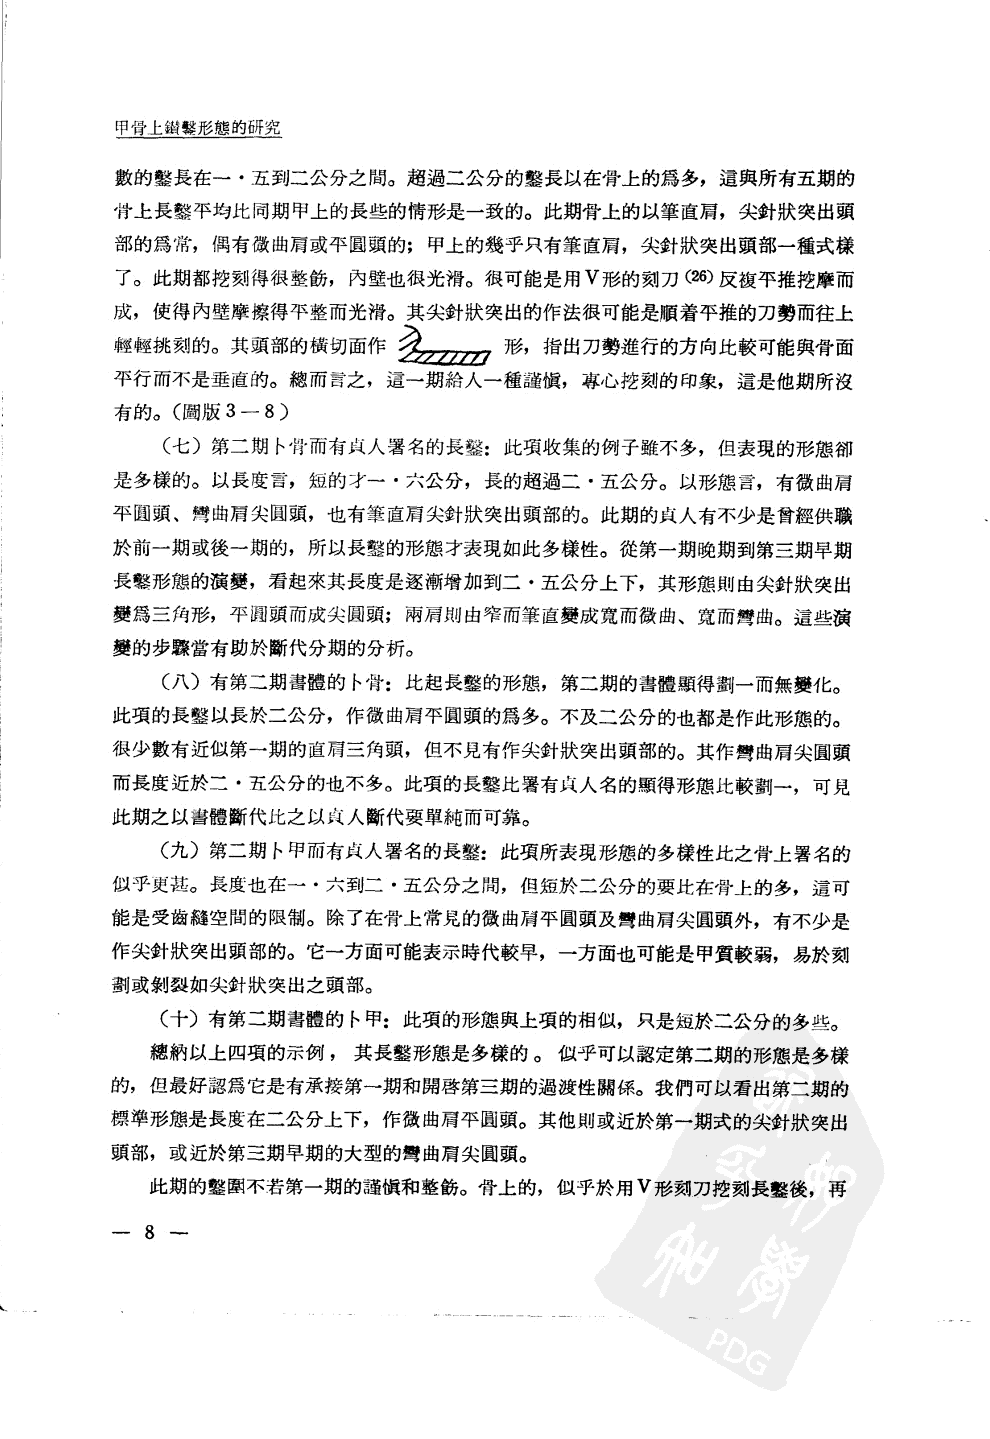 甲骨上鑽鑿形態的研究
數的鑿長在一・五到二公分之間。超過二公分的鑿長以在骨上的爲多，這與所有五期的
骨上長鑿平均比同期甲上的長些的情形是一致的。此期骨上的以筆直肩，尖針狀突出頭
部的爲常，偶有微曲肩或平圓頭的；甲上的幾乎只有筆直肩，尖針狀突出頭部一種式樣
了。此期都挖刻得很整飭，內壁也很光滑。很可能是用V形的刻刀(26)反複平推挖摩而
成，使得內壁摩擦得平整而光滑。其尖針狀突出的作法很可能是順着平推的刀勢而往上
輕輕挑刻的。其頭部的橫切面作 形，指出刀勢進行的方向比較可能與骨面
平行而不是垂直的。總而言之，這一期給人一種謹愼，專心挖刻的印象，這是他期所沒
有的。（圖版3－8）
（七）第二期卜骨而有貞人署名的長鑿：此項收集的例子雖不多，但表現的形態卻
是多樣的。以長度言，短的才一・六公分，長的超過二・五公分。以形態言，有微曲肩
平圓頭、彎曲肩尖圓頭，也有筆直肩尖針狀突出頭部的。此期的貞人有不少是曾經供職
於前一期或後一期的，所以長鑿的形態才表現如此多樣性。從第一期晚期到第三期早期
長鑿形態的演變，看起來其長度是逐漸增加到二・五公分上下，其形態則由尖針狀突出
變爲三角形，平圓頭而成尖圓頭；兩肩則由窄而筆直變成寬而微曲、寬而彎曲。這些演
變的步驟當有助於斷代分期的分析。
（八）有第二期書體的卜骨：比起長鑿的形態，第二期的書體顯得劃一而無變化。
此項的長鑿以長於二公分，作微曲肩平圓頭的爲多。不及二公分的也都是作此形態的。
很少數有近似第一期的直肩三角頭，但不見有作尖針狀突出頭部的。其作彎曲肩尖圓頭
而長度近於二・五公分的也不多。此項的長鑿比署有貞人名的顯得形態比較劃一，可見
此期之以書體斷代比之以貞人斷代要單純而可靠。
（九）第二期卜甲而有貞人署名的長鑿：此項所表現形態的多樣性比之骨上署名的
似乎更甚。長度也在一・六到二・五公分之間，但短於二公分的要比在骨上的多，這可
能是受齒縫空間的限制。除了在骨上常見的微曲肩平圓頭及彎曲肩尖圓頭外，有不少是
作尖針狀突出頭部的。它一方面可能表示時代較早，一方面也可能是甲質較弱，易於刻
劃或剝裂如尖針狀突出之頭部。
（十）有第二期書體的卜甲：此項的形態與上項的相似，只是短於二公分的多些。
總納以上四項的示例，其長鑿形態是多樣的。似乎可以認定第二期的形態是多樣
的，但最好認爲它是有承接第一期和開啓第三期的過渡性關係。我們可以看出第二期的
標準形態是長度在二公分上下，作微曲肩平圓頭。其他則或近於第一期式的尖針狀突出
頭部，或近於第三期早期的大型的彎曲肩尖圓頭。
此期的鑿圍不若第一期的謹愼和整飭。骨上的，似乎於用V形刻刀挖刻長鑿後，再
— 8 —
PDG